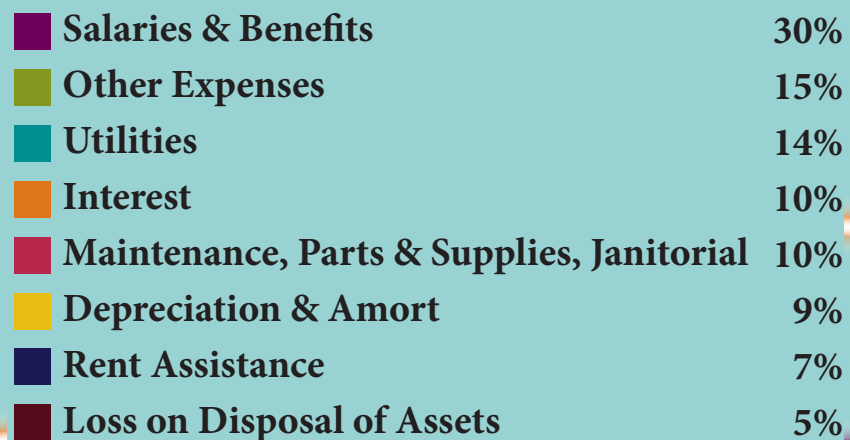 Salaries & Benefits 30%
Other Expenses 15%
Utilities 14%
Interest 10%
Maintenance, Parts & Supplies, Janitorial 10%
Depreciation & Amort 9%
Rent Assistance 7%
Loss on Disposal of Assets 5%